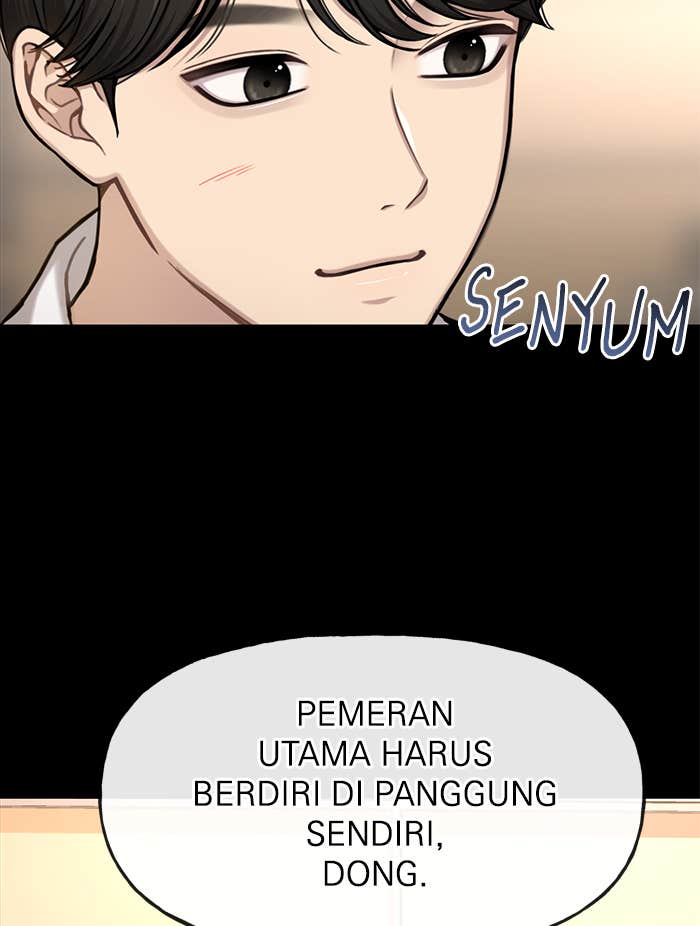 SENYUM
PEMERAN
UTAMA HARUS
BERDIRI DI PANGGUNG
SENDIRI,
DONG.